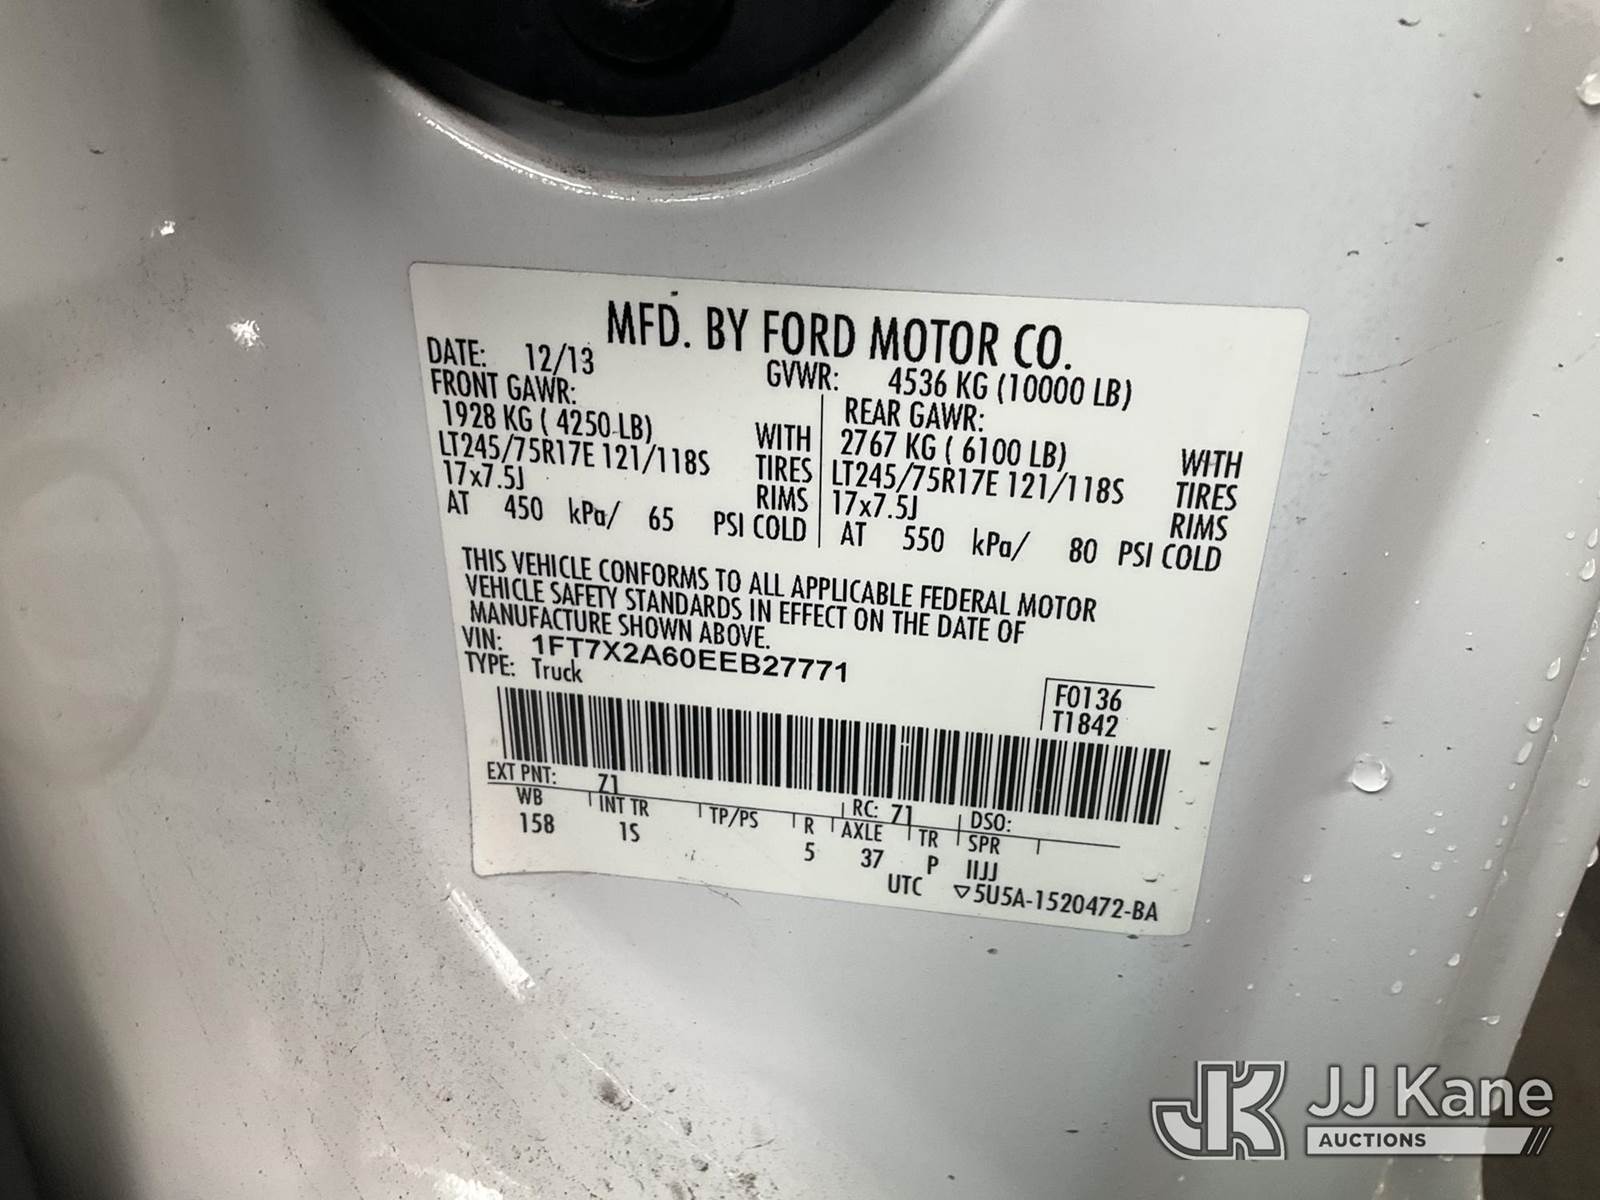 MFD. BY FORD MOTOR CO.
DATE: 12/13 GVWR: 4536 KG (10000 LB)
FRONT GAWR: REAR GAWR:
1928 KG ( 4250 LB) WITH 2767 KG ( 6100 LB) WITH
LT245/75R17E 121/118S TIRES LT245/75R17E 121/118S TIRES
17x7.5J RIMS 17x7.5J RIMS
AT 450 kPa/ 65 PSI COLD AT 550 kPa/ 80 PSI COLD
THIS VEHICLE CONFORMS TO ALL APPLICABLE FEDERAL MOTOR
VEHICLE SAFETY STANDARDS IN EFFECT ON THE DATE OF
MANUFACTURE SHOWN ABOVE.
VIN: 1FT7X2A60EEB27771
TYPE: Truck
F0136
T1842
EXT PNT: Z1 RC: 71 DSO:
WB INT TR TP/PS R AXLE TR SPR
158 1S 5 37 P IIJJ
UTC ▽5U5A-1520472-BA
JK JJ Kane
AUCTIONS